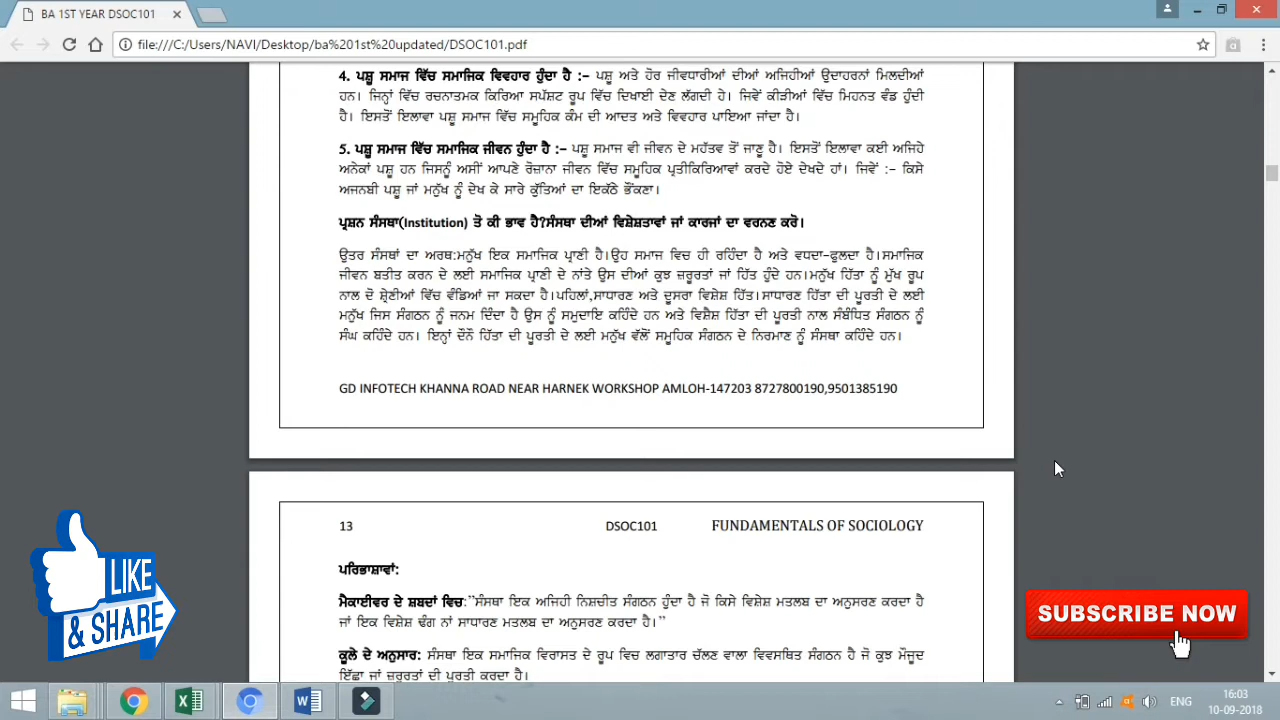 BA 1ST YEAR DSOC101
file:///C:/Users/NAVI/Desktop/ba%201st%20updated/DSOC101.pdf
4. ਪਸ਼ੂ ਸਮਾਜ ਵਿੱਚ ਸਮਾਜਿਕ ਵਿਵਹਾਰ ਹੁੰਦਾ ਹੈ :– ਪਸ਼ੂ ਅਤੇ ਹੋਰ ਜੀਵਧਾਰੀਆਂ ਦੀਆਂ ਅਜਿਹੀਆਂ ਉਦਾਹਰਨਾਂ ਮਿਲਦੀਆਂ
ਹਨ। ਜਿਨ੍ਹਾਂ ਵਿੱਚ ਰਚਨਾਤਮਕ ਕਿਰਿਆ ਸਪੱਸ਼ਟ ਰੂਪ ਵਿੱਚ ਦਿਖਾਈ ਦੇਣ ਲੱਗਦੀ ਹੇ। ਜਿਵੇਂ ਕੀੜੀਆਂ ਵਿੱਚ ਮਿਹਨਤ ਵੰਡ ਹੁੰਦੀ
ਹੈ। ਇਸਤੋਂ ਇਲਾਵਾ ਪਸ਼ੂ ਸਮਾਜ ਵਿੱਚ ਸਮੂਹਿਕ ਕੰਮ ਦੀ ਆਦਤ ਅਤੇ ਵਿਵਹਾਰ ਪਾਇਆ ਜਾਂਦਾ ਹੈ।
5. ਪਸ਼ੂ ਸਮਾਜ ਵਿੱਚ ਸਮਾਜਿਕ ਜੀਵਨ ਹੁੰਦਾ ਹੈ :– ਪਸ਼ੂ ਸਮਾਜ ਵੀ ਜੀਵਨ ਦੇ ਮਹੱਤਵ ਤੋਂ ਜਾਣੂ ਹੈ। ਇਸਤੋਂ ਇਲਾਵਾ ਕਈ ਅਜਿਹੇ
ਅਨੇਕਾਂ ਪਸ਼ੂ ਹਨ ਜਿਸਨੂੰ ਅਸੀਂ ਆਪਣੇ ਰੋਜ਼ਾਨਾ ਜੀਵਨ ਵਿੱਚ ਸਮੂਹਿਕ ਪ੍ਰਤੀਕਿਰਿਆਵਾਂ ਕਰਦੇ ਹੋਏ ਦੇਖਦੇ ਹਾਂ। ਜਿਵੇਂ :– ਕਿਸੇ
ਅਜਨਬੀ ਪਸ਼ੂ ਜਾਂ ਮਨੁੱਖ ਨੂੰ ਦੇਖ ਕੇ ਸਾਰੇ ਕੁੱਤਿਆਂ ਦਾ ਇਕੱਠੇ ਭੌਂਕਣਾ।
ਪ੍ਰਸ਼ਨ ਸੰਸਥਾ(Institution) ਤੋ ਕੀ ਭਾਵ ਹੈ?ਸੰਸਥਾ ਦੀਆਂ ਵਿਸ਼ੇਸ਼ਤਾਵਾਂ ਜਾਂ ਕਾਰਜਾਂ ਦਾ ਵਰਨਣ ਕਰੋ।
ਉਤਰ ਸੰਸਥਾਂ ਦਾ ਅਰਥ:ਮਨੁੱਖ ਇਕ ਸਮਾਜਿਕ ਪ੍ਰਾਣੀ ਹੈ।ਉਹ ਸਮਾਜ ਵਿਚ ਹੀ ਰਹਿੰਦਾ ਹੈ ਅਤੇ ਵਧਦਾ-ਫੁਲਦਾ ਹੈ।ਸਮਾਜਿਕ
ਜੀਵਨ ਬਤੀਤ ਕਰਨ ਦੇ ਲਈ ਸਮਾਜਿਕ ਪ੍ਰਾਣੀ ਦੇ ਨਾਂਤੇ ਉਸ ਦੀਆਂ ਕੁਝ ਜ਼ਰੂਰਤਾਂ ਜਾਂ ਹਿੱਤ ਹੁੰਦੇ ਹਨ।ਮਨੁੱਖ ਹਿੱਤਾ ਨੂੰ ਮੁੱਖ ਰੂਪ
ਨਾਲ ਦੋ ਸ਼੍ਰੇਣੀਆਂ ਵਿੱਚ ਵੰਡਿਆਂ ਜਾ ਸਕਦਾ ਹੈ।ਪਹਿਲਾਂ,ਸਾਧਾਰਣ ਅਤੇ ਦੂਸਰਾ ਵਿਸ਼ੇਸ਼ ਹਿੱਤ।ਸਾਧਾਰਣ ਹਿੱਤਾ ਦੀ ਪੂਰਤੀ ਦੇ ਲਈ
ਮਨੁੱਖ ਜਿਸ ਸੰਗਠਨ ਨੂੰ ਜਨਮ ਦਿੰਦਾ ਹੈ ਉਸ ਨੂੰ ਸਮੁਦਾਇ ਕਹਿੰਦੇ ਹਨ ਅਤੇ ਵਿਸ਼ੈਸ਼ ਹਿੱਤਾ ਦੀ ਪੂਰਤੀ ਨਾਲ ਸੰਬੰਧਿਤ ਸੰਗਠਨ ਨੂੰ
ਸੰਘ ਕਹਿੰਦੇ ਹਨ। ਇਨ੍ਹਾਂ ਦੌਨੌ ਹਿੱਤਾ ਦੀ ਪੂਰਤੀ ਦੇ ਲਈ ਮਨੁੱਖ ਵੱਲੋਂ ਸਮੂਹਿਕ ਸੰਗਠਨ ਦੇ ਨਿਰਮਾਣ ਨੂੰ ਸੰਸਥਾ ਕਹਿੰਦੇ ਹਨ।
GD INFOTECH KHANNA ROAD NEAR HARNEK WORKSHOP AMLOH-147203 8727800190,9501385190
13 DSOC101 FUNDAMENTALS OF SOCIOLOGY
ਪਰਿਭਾਸ਼ਾਵਾਂ:
ਮੈਕਾਈਵਰ ਦੇ ਸ਼ਬਦਾਂ ਵਿਚ:”ਸੰਸਥਾ ਇਕ ਅਜਿਹੀ ਨਿਸ਼ਚੀਤ ਸੰਗਠਨ ਹੁੰਦਾ ਹੈ ਜੋ ਕਿਸੇ ਵਿਸ਼ੇਸ਼ ਮਤਲਬ ਦਾ ਅਨੁਸਰਣ ਕਰਦਾ ਹੈ
ਜਾਂ ਇਕ ਵਿਸ਼ੇਸ਼ ਢੰਗ ਨਾਂ ਸਾਧਾਰਣ ਮਤਲਬ ਦਾ ਅਨੁਸਰਣ ਕਰਦਾ ਹੈ।”
ਕੂਲੇ ਦੇ ਅਨੁਸਾਰ: ਸੰਸਥਾ ਇਕ ਸਮਾਜਿਕ ਵਿਰਾਸਤ ਦੇ ਰੂਪ ਵਿਚ ਲਗਾਤਾਰ ਚੱਲਣ ਵਾਲਾ ਵਿਵਸਥਿਤ ਸੰਗਠਨ ਹੈ ਜੋ ਕੁਝ ਮੌਜੂਦ
ਇੱਛਾ ਜਾਂ ਜ਼ਰੂਰਤਾਂ ਦੀ ਪੂਰਤੀ ਕਰਦਾ ਹੈ।
LIKE
& SHARE
SUBSCRIBE NOW
ENG
16:03
10-09-2018